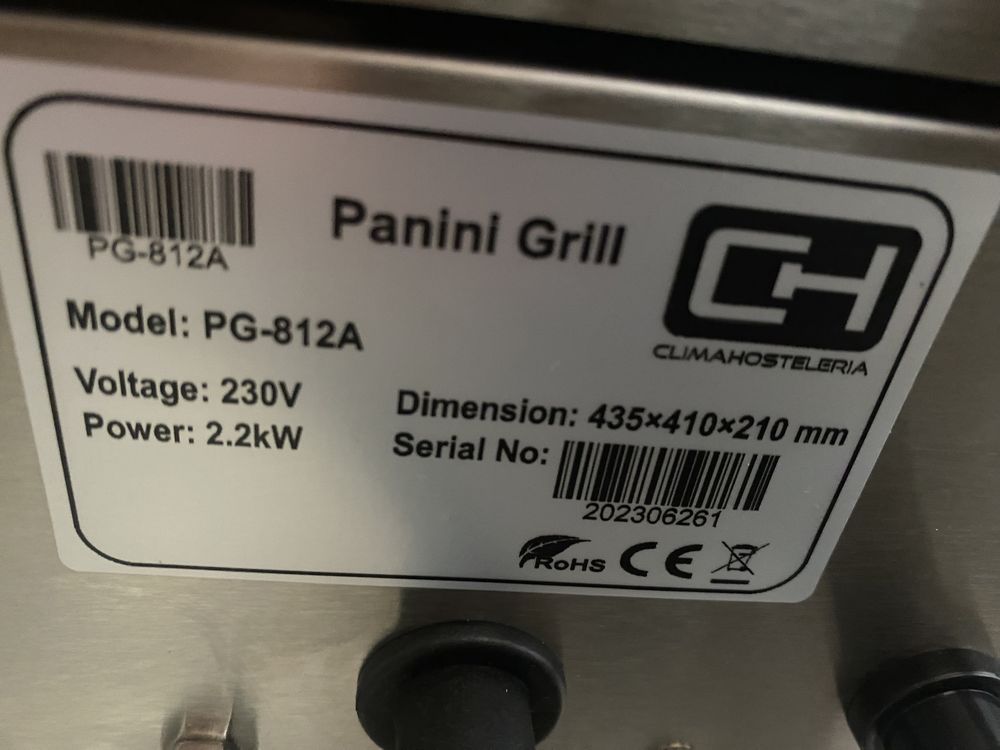 PG-812A
Panini Grill
CH
CLIMAHOSTELERIA
Model: PG-812A
Voltage: 230V
Power: 2.2kW
Dimension: 435×410×210 mm
Serial No:
202306261
RoHS CE